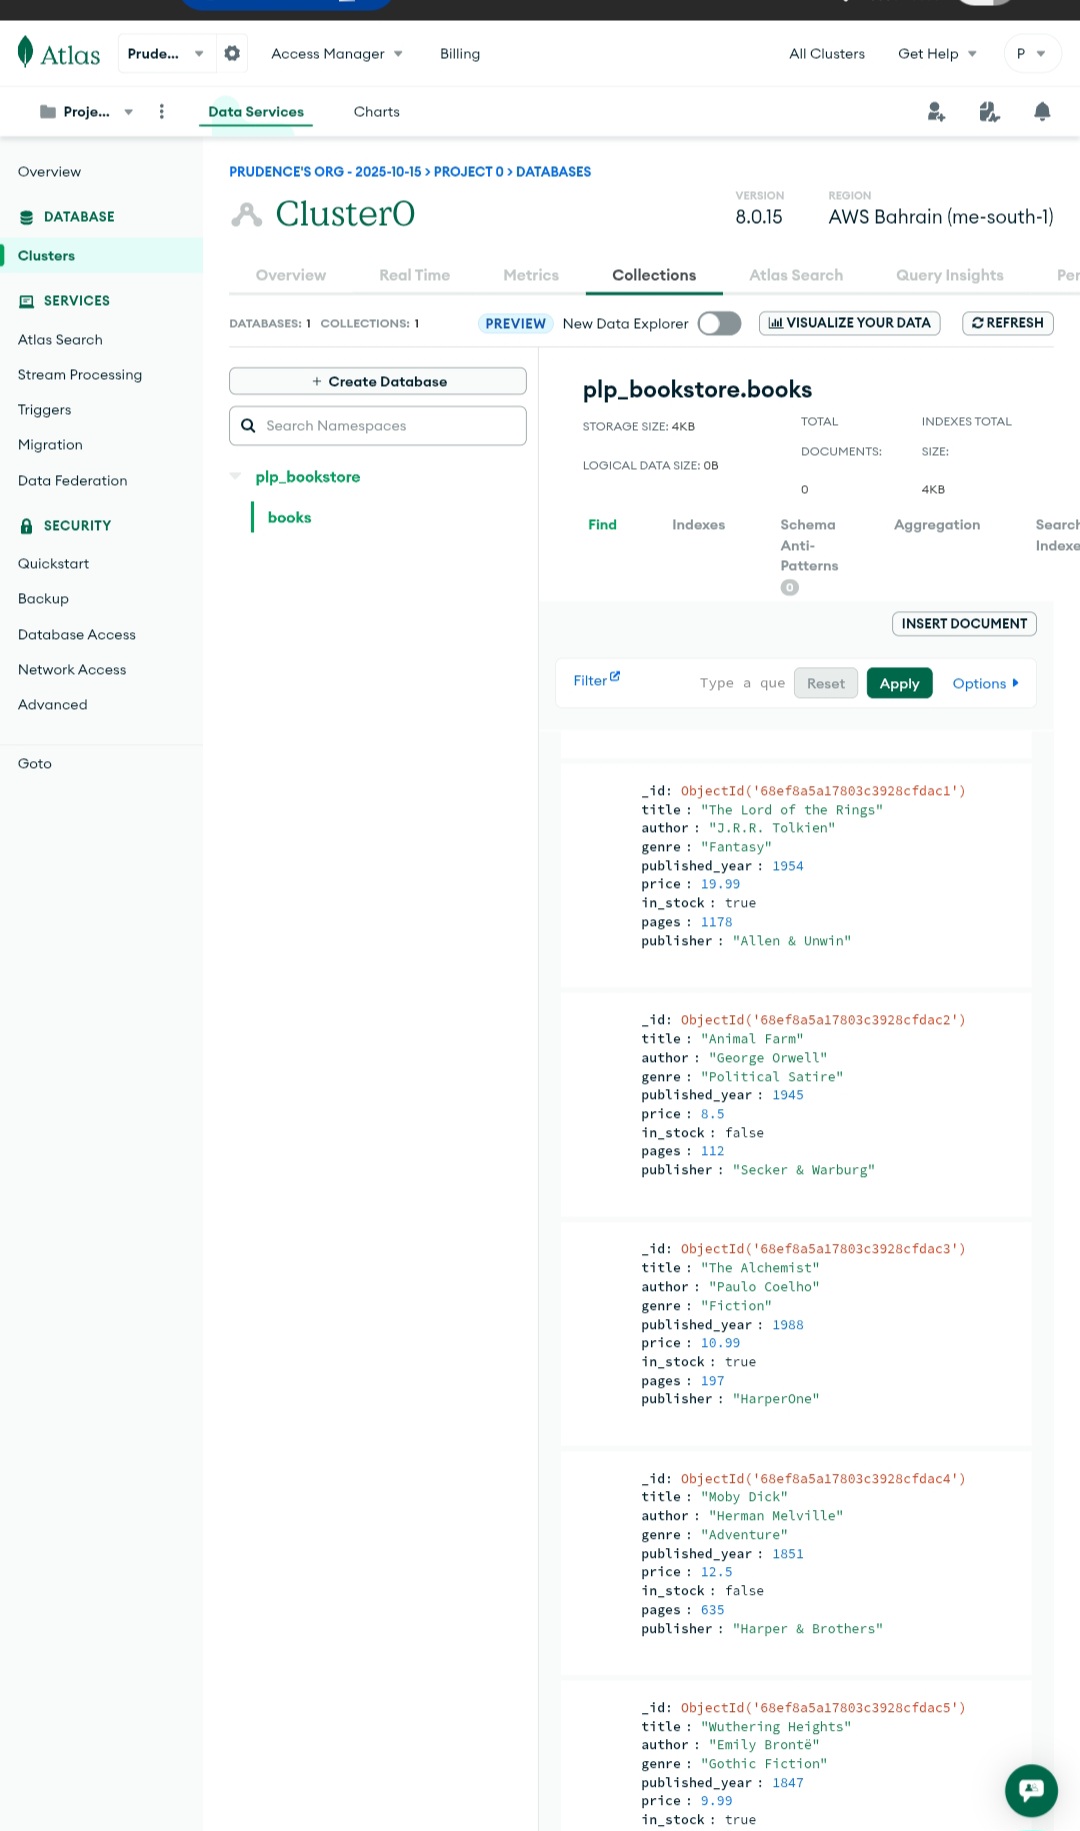 Atlas
Prude...
Access Manager
Billing
All Clusters
Get Help
P
Proje...
Data Services
Charts
Overview
DATABASE
Clusters
SERVICES
Atlas Search
Stream Processing
Triggers
Migration
Data Federation
SECURITY
Quickstart
Backup
Database Access
Network Access
Advanced
Goto
PRUDENCE'S ORG - 2025-10-15 > PROJECT 0 > DATABASES
Cluster0
VERSION
8.0.15
REGION
AWS Bahrain (me-south-1)
Overview
Real Time
Metrics
Collections
Atlas Search
Query Insights
Per
DATABASES: 1 COLLECTIONS: 1
PREVIEW New Data Explorer
VISUALIZE YOUR DATA
REFRESH
+ Create Database
Search Namespaces
plp_bookstore
books
plp_bookstore.books
STORAGE SIZE: 4KB
LOGICAL DATA SIZE: 0B
TOTAL
DOCUMENTS:
0
INDEXES TOTAL
SIZE:
4KB
Find
Indexes
Schema
Anti-
Patterns
0
Aggregation
Search
Indexe
INSERT DOCUMENT
Filter
Type a que
Reset
Apply
Options
_id: ObjectId('68ef8a5a17803c3928cfdac1')
title : "The Lord of the Rings"
author : "J.R.R. Tolkien"
genre : "Fantasy"
published_year : 1954
price : 19.99
in_stock : true
pages : 1178
publisher : "Allen & Unwin"
_id: ObjectId('68ef8a5a17803c3928cfdac2')
title : "Animal Farm"
author : "George Orwell"
genre : "Political Satire"
published_year : 1945
price : 8.5
in_stock : false
pages : 112
publisher : "Secker & Warburg"
_id: ObjectId('68ef8a5a17803c3928cfdac3')
title : "The Alchemist"
author : "Paulo Coelho"
genre : "Fiction"
published_year : 1988
price : 10.99
in_stock : true
pages : 197
publisher : "HarperOne"
_id: ObjectId('68ef8a5a17803c3928cfdac4')
title : "Moby Dick"
author : "Herman Melville"
genre : "Adventure"
published_year : 1851
price : 12.5
in_stock : false
pages : 635
publisher : "Harper & Brothers"
_id: ObjectId('68ef8a5a17803c3928cfdac5')
title : "Wuthering Heights"
author : "Emily Brontë"
genre : "Gothic Fiction"
published_year : 1847
price : 9.99
in_stock : true